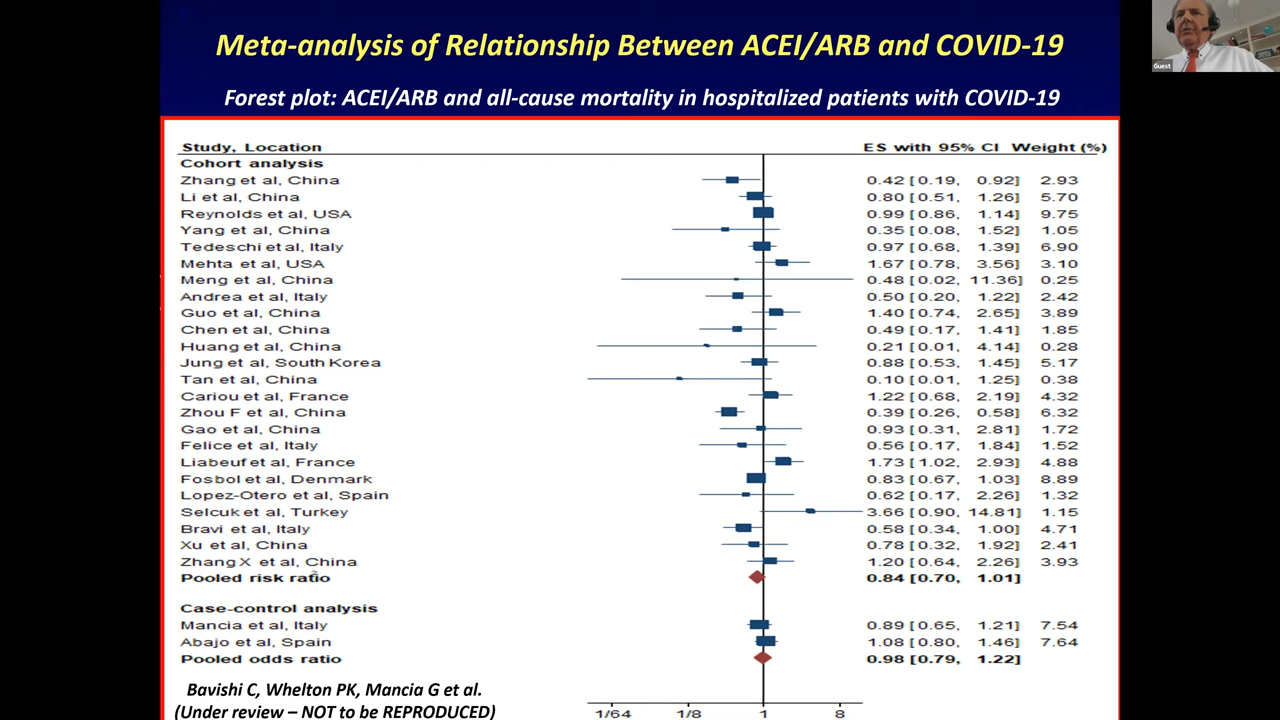 Meta-analysis of Relationship Between ACEI/ARB and COVID-19
Guest
Forest plot: ACEI/ARB and all-cause mortality in hospitalized patients with COVID-19
Study, Location ES with 95% CI Weight (%)
Cohort analysis
Zhang et al, China 0.42 [0.19, 0.92] 2.93
Li et al, China 0.80 [0.51, 1.26] 5.70
Reynolds et al, USA 0.99 [0.86, 1.14] 9.75
Yang et al, China 0.35 [0.08, 1.52] 1.05
Tedeschi et al, Italy 0.97 [0.68, 1.39] 6.90
Mehta et al, USA 1.67 [0.78, 3.56] 3.10
Meng et al, China 0.48 [0.02, 11.36] 0.25
Andrea et al, Italy 0.50 [0.20, 1.22] 2.42
Guo et al, China 1.40 [0.74, 2.65] 3.89
Chen et al, China 0.49 [0.17, 1.41] 1.85
Huang et al, China 0.21 [0.01, 4.14] 0.28
Jung et al, South Korea 0.88 [0.53, 1.45] 5.17
Tan et al, China 0.10 [0.01, 1.25] 0.38
Cariou et al, France 1.22 [0.68, 2.19] 4.32
Zhou F et al, China 0.39 [0.26, 0.58] 6.32
Gao et al, China 0.93 [0.31, 2.81] 1.72
Felice et al, Italy 0.56 [0.17, 1.84] 1.52
Liabeuf et al, France 1.73 [1.02, 2.93] 4.88
Fosbol et al, Denmark 0.83 [0.67, 1.03] 8.89
Lopez-Otero et al, Spain 0.62 [0.17, 2.26] 1.32
Selcuk et al, Turkey 3.66 [0.90, 14.81] 1.15
Bravi et al, Italy 0.58 [0.34, 1.00] 4.71
Xu et al, China 0.78 [0.32, 1.92] 2.41
Zhang X et al, China 1.20 [0.64, 2.26] 3.93
Pooled risk ratio 0.84 [0.70, 1.01]
Case-control analysis
Mancia et al, Italy 0.89 [0.65, 1.21] 7.54
Abajo et al, Spain 1.08 [0.80, 1.46] 7.64
Pooled odds ratio 0.98 [0.79, 1.22]
Bavishi C, Whelton PK, Mancia G et al.
(Under review – NOT to be REPRODUCED)
1/64 1/8 1 8